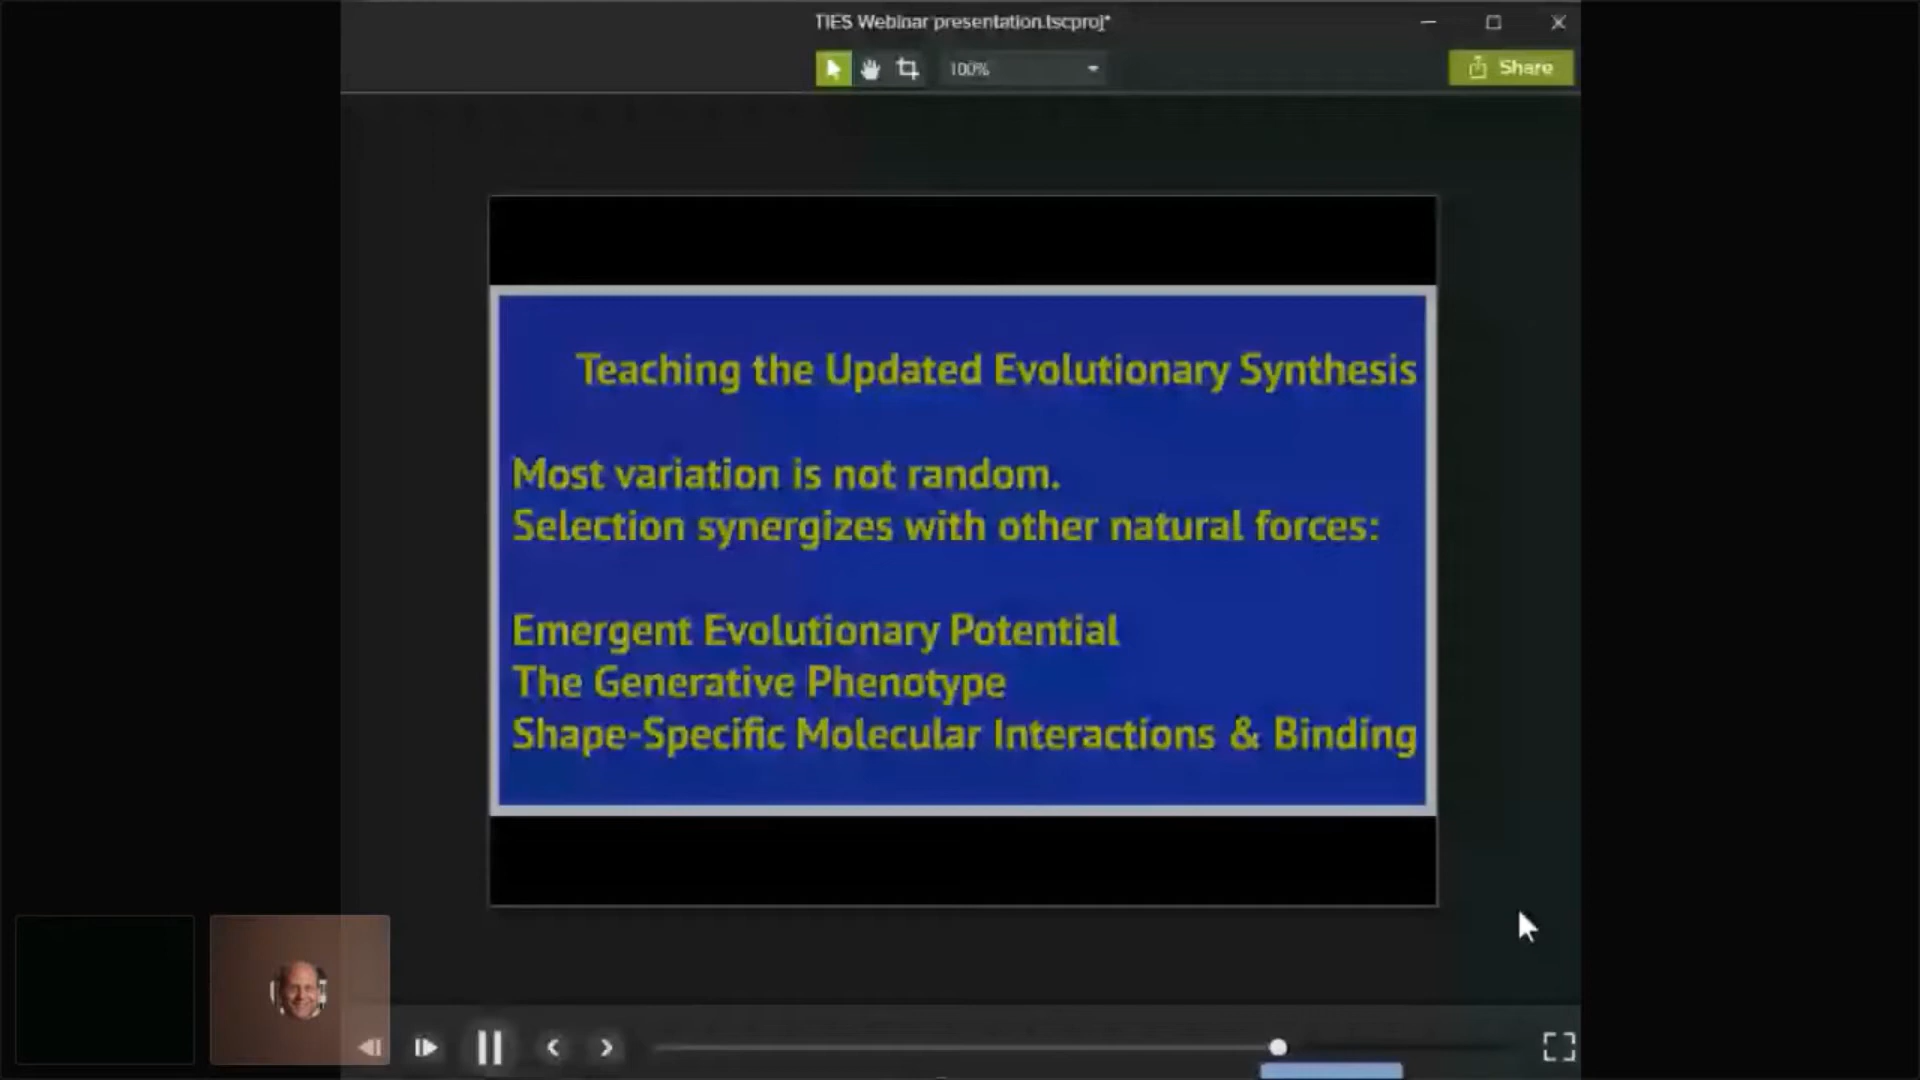 TIES Webinar presentation.tscproj*
100%
Share
Teaching the Updated Evolutionary Synthesis
Most variation is not random.
Selection synergizes with other natural forces:
Emergent Evolutionary Potential
The Generative Phenotype
Shape-Specific Molecular Interactions & Binding